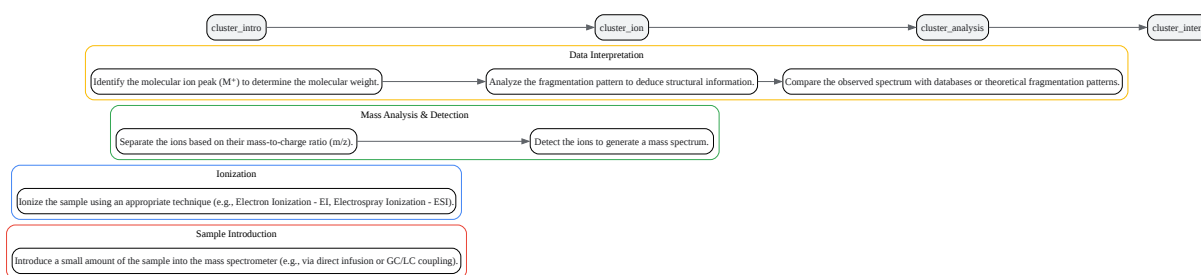 cluster_intro
cluster_ion
cluster_analysis
cluster_inter
Data Interpretation
Identify the molecular ion peak (M⁺) to determine the molecular weight.
Analyze the fragmentation pattern to deduce structural information.
Compare the observed spectrum with databases or theoretical fragmentation patterns.
Mass Analysis & Detection
Separate the ions based on their mass-to-charge ratio (m/z).
Detect the ions to generate a mass spectrum.
Ionization
Ionize the sample using an appropriate technique (e.g., Electron Ionization - EI, Electrospray Ionization - ESI).
Sample Introduction
Introduce a small amount of the sample into the mass spectrometer (e.g., via direct infusion or GC/LC coupling).